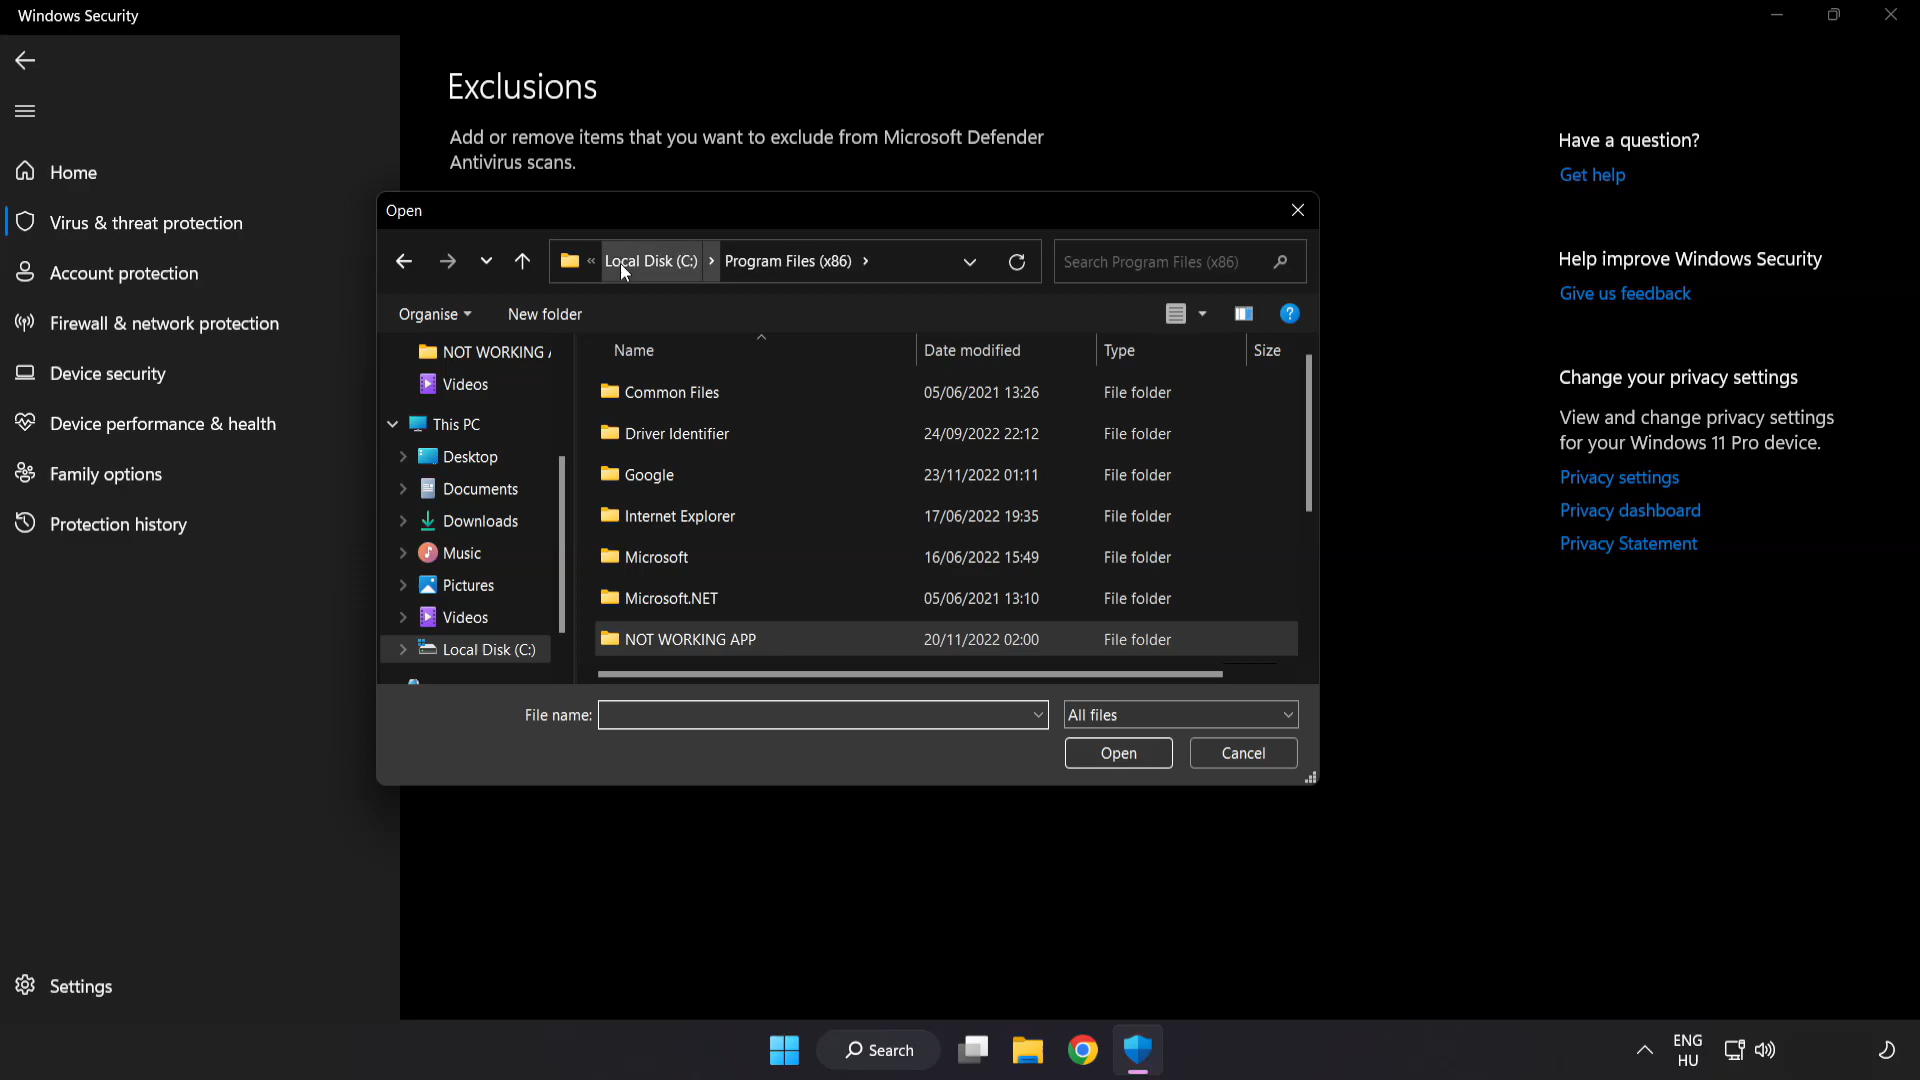 Windows Security
Home
Virus & threat protection
Account protection
Firewall & network protection
Device security
Device performance & health
Family options
Protection history
Settings
Exclusions
Add or remove items that you want to exclude from Microsoft Defender
Antivirus scans.
Open
« Local Disk (C:) › Program Files (x86) ›
Search Program Files (x86)
Organise
New folder
NOT WORKING
Videos
This PC
Desktop
Documents
Downloads
Music
Pictures
Videos
Local Disk (C:)
Name Date modified Type Size
Common Files 05/06/2021 13:26 File folder
Driver Identifier 24/09/2022 22:12 File folder
Google 23/11/2022 01:11 File folder
Internet Explorer 17/06/2022 19:35 File folder
Microsoft 16/06/2022 15:49 File folder
Microsoft.NET 05/06/2021 13:10 File folder
NOT WORKING APP 20/11/2022 02:00 File folder
File name:
All files
Open
Cancel
Have a question?
Get help
Help improve Windows Security
Give us feedback
Change your privacy settings
View and change privacy settings
for your Windows 11 Pro device.
Privacy settings
Privacy dashboard
Privacy Statement
Search
ENG
HU